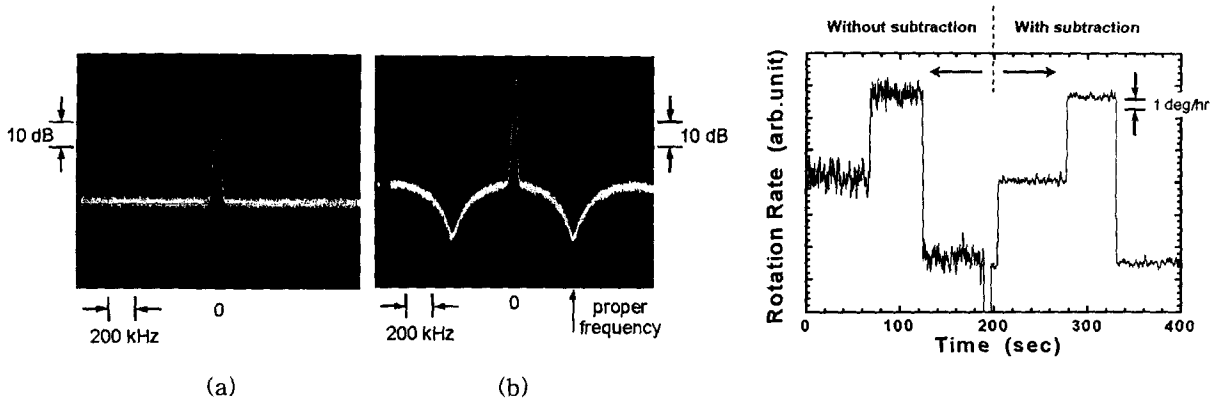 10 dB
0
200 kHz
(a)
10 dB
0
200 kHz
proper
frequency
(b)
Without subtraction
With subtraction
1 deg/hr
Rotation Rate (arb.unit)
0
100
200
300
400
Time (sec)